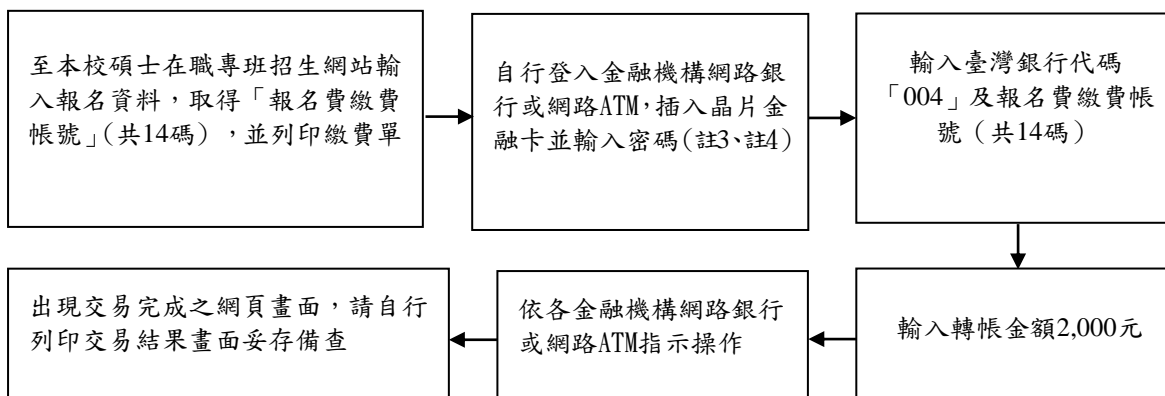 至本校碩士在職專班招生網站輸
入報名資料，取得「報名費繳費
帳號」(共14碼)，並列印繳費單
自行登入金融機構網路銀
行或網路ATM，插入晶片金
融卡並輸入密碼(註3、註4)
輸入臺灣銀行代碼
「004」及報名費繳費帳
號（共14碼）
輸入轉帳金額2,000元
依各金融機構網路銀行
或網路ATM指示操作
出現交易完成之網頁畫面，請自行
列印交易結果畫面妥存備查